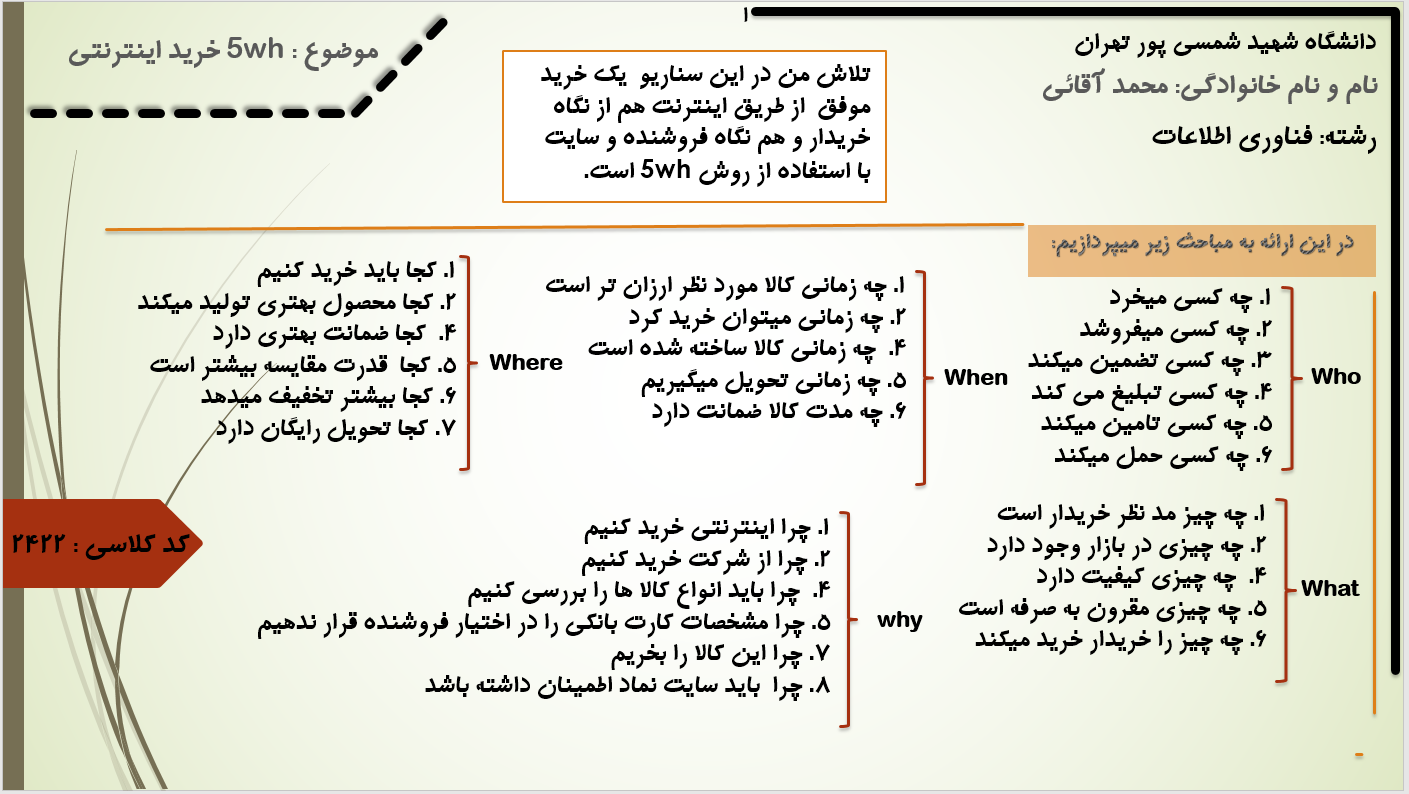 ۱
دانشگاه شهید شمسی پور تهران
نام و نام خانوادگی: محمد آقائی
رشته: فناوری اطلاعات
موضوع : 5wh خرید اینترنتی
تلاش من در این سناریو یک خرید
موفق از طریق اینترنت هم از نگاه
خریدار و هم نگاه فروشنده و سایت
با استفاده از روش 5wh است.
در این ارائه به مباحث زیر میپردازیم:
Who
۱. چه کسی میخرد
۲. چه کسی میفروشد
۳. چه کسی تضمین میکند
۴. چه کسی تبلیغ می کند
۵. چه کسی تامین میکند
۶. چه کسی حمل میکند
When
۱. چه زمانی کالا مورد نظر ارزان تر است
۲. چه زمانی میتوان خرید کرد
۴. چه زمانی کالا ساخته شده است
۵. چه زمانی تحویل میگیریم
۶. چه مدت کالا ضمانت دارد
Where
۱. کجا باید خرید کنیم
۲. کجا محصول بهتری تولید میکند
۴. کجا ضمانت بهتری دارد
۵. کجا قدرت مقایسه بیشتر است
۶. کجا بیشتر تخفیف میدهد
۷. کجا تحویل رایگان دارد
What
۱. چه چیز مد نظر خریدار است
۲. چه چیزی در بازار وجود دارد
۴. چه چیزی کیفیت دارد
۵. چه چیزی مقرون به صرفه است
۶. چه چیز را خریدار خرید میکند
why
۱. چرا اینترنتی خرید کنیم
۲. چرا از شرکت خرید کنیم
۴. چرا باید انواع کالا ها را بررسی کنیم
۵. چرا مشخصات کارت بانکی را در اختیار فروشنده قرار ندهیم
۷. چرا این کالا را بخریم
۸. چرا باید سایت نماد اطمینان داشته باشد
کد کلاسی : ۲۴۲۲